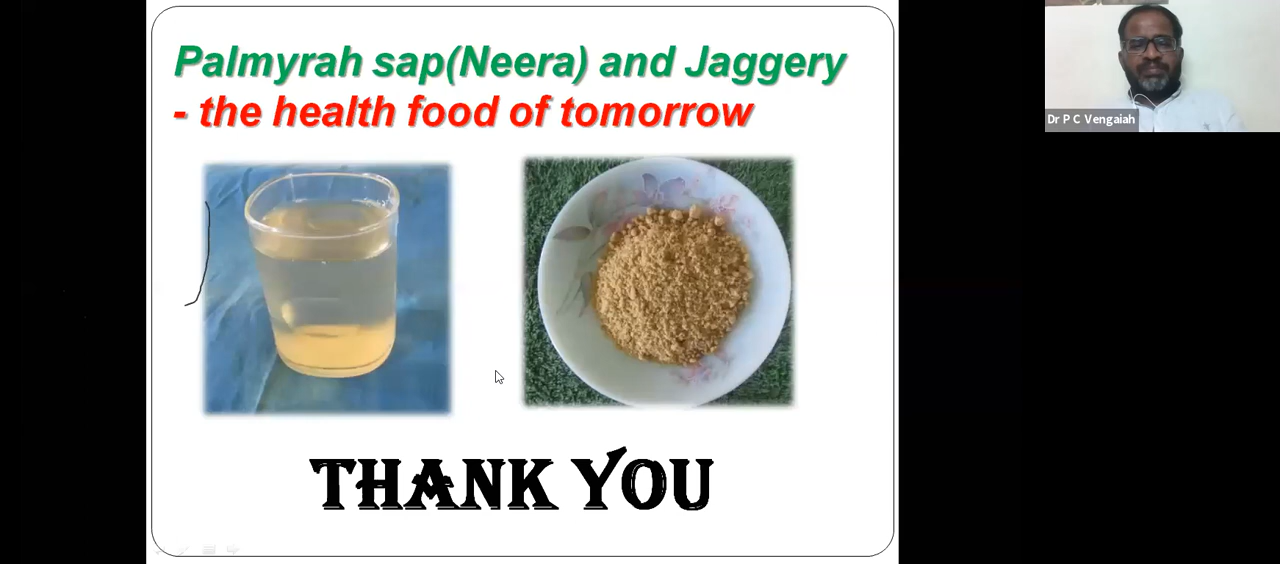 Palmyrah sap(Neera) and Jaggery
- the health food of tomorrow
Dr P C Vengaiah
THANK YOU